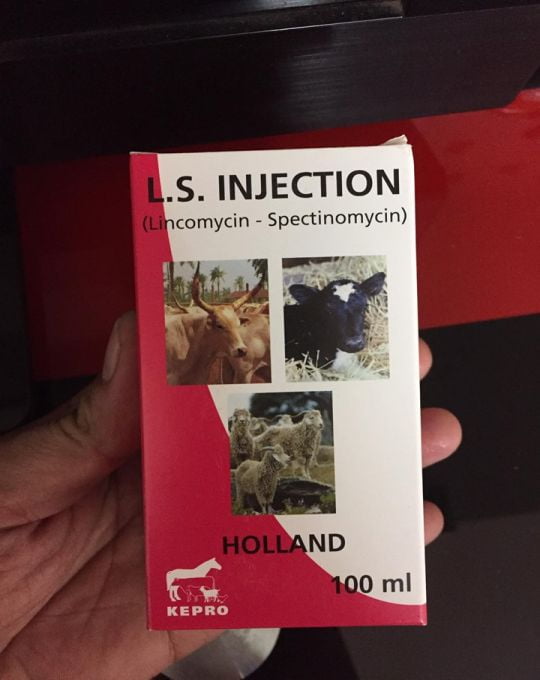 L.S. INJECTION
(Lincomycin - Spectinomycin)
HOLLAND
100 ml
KEPRO